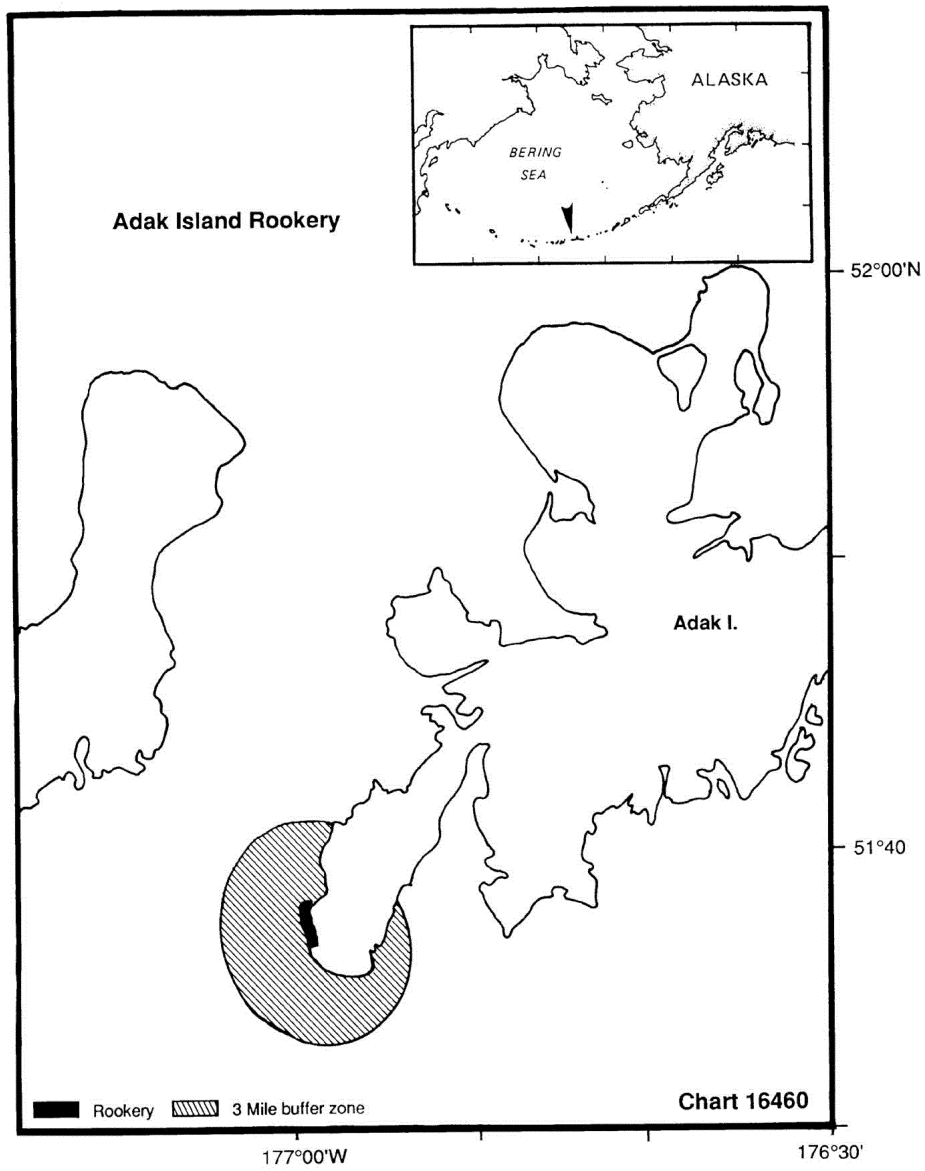 ALASKA
BERING
SEA
Adak Island Rookery
52°00'N
Adak I.
51°40
Rookery
3 Mile buffer zone
Chart 16460
177°00'W
176°30'